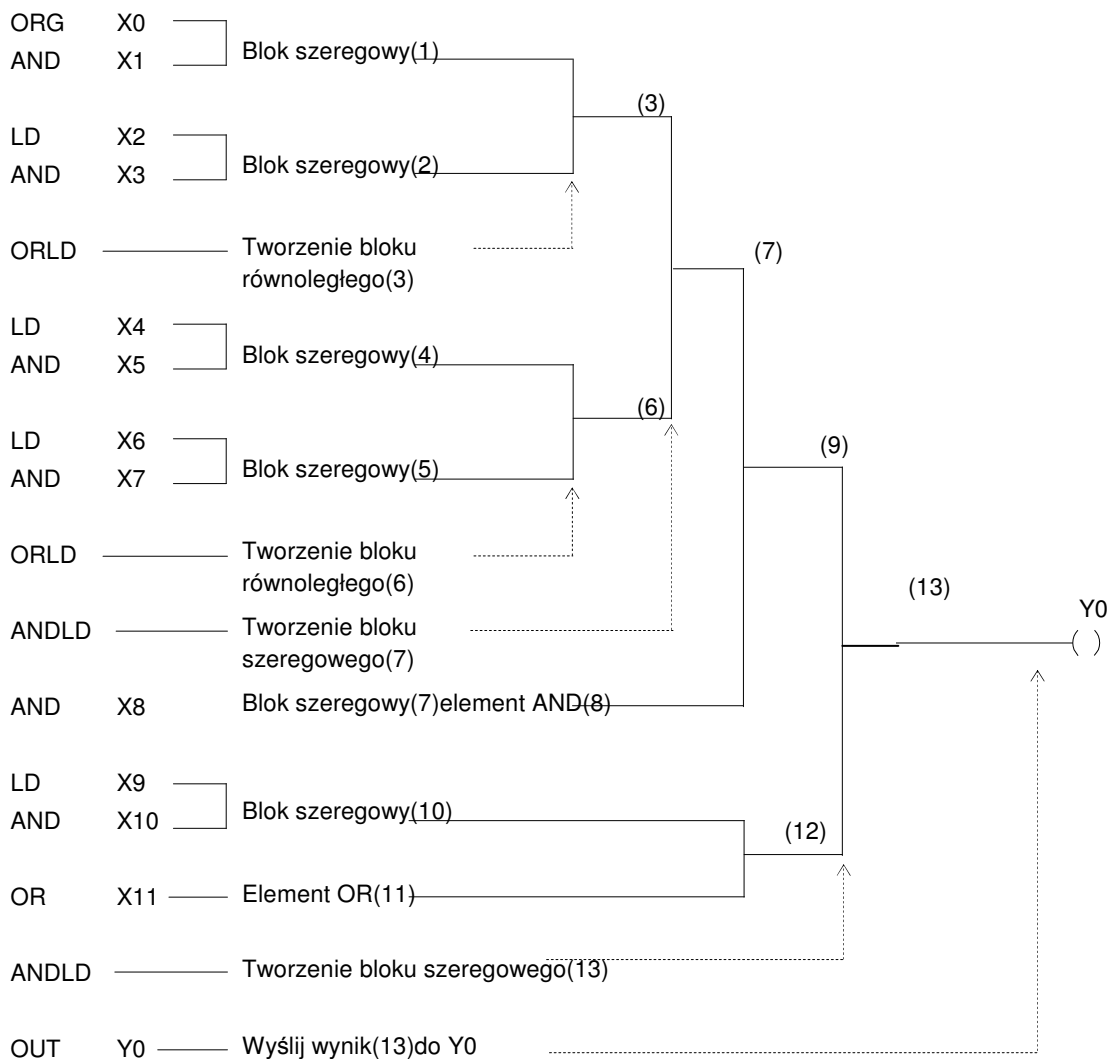 ORG X0
Blok szeregowy(1)
AND X1
(3)
LD X2
Blok szeregowy(2)
AND X3
ORLD Tworzenie bloku
równoległego(3)
(7)
LD X4
Blok szeregowy(4)
AND X5
(6)
LD X6
(9)
Blok szeregowy(5)
AND X7
ORLD Tworzenie bloku
równoległego(6)
(13)
Y0
ANDLD Tworzenie bloku
szeregowego(7)
( )
AND X8 Blok szeregowy(7)element AND(8)
LD X9
Blok szeregowy(10)
AND X10
(12)
OR X11 Element OR(11)
ANDLD Tworzenie bloku szeregowego(13)
OUT Y0 Wyślij wynik(13)do Y0